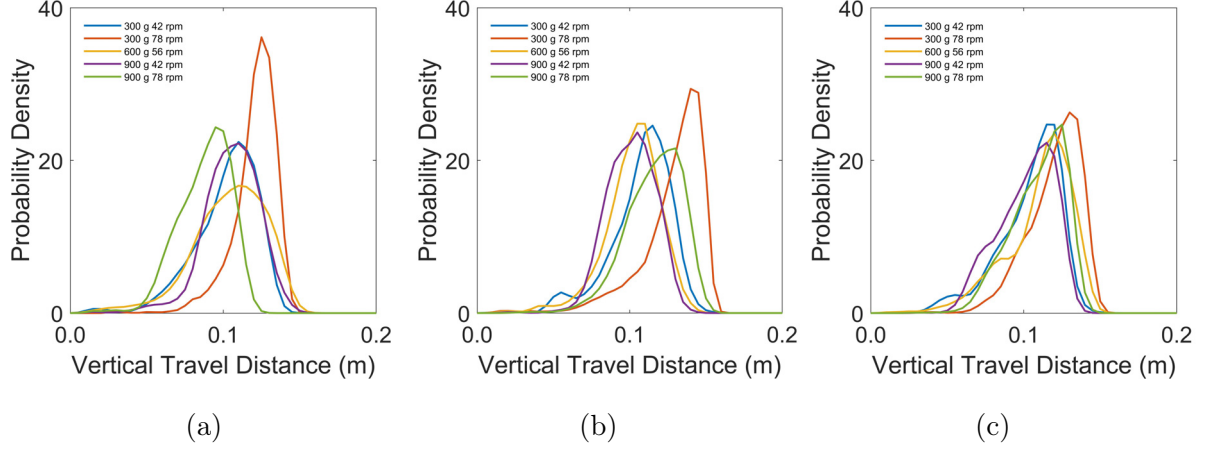 40
20
0
Probability Density
300 g 42 rpm
300 g 78 rpm
600 g 56 rpm
900 g 42 rpm
900 g 78 rpm
0.0 0.1 0.2
Vertical Travel Distance (m)
(a)
40
20
0
Probability Density
300 g 42 rpm
300 g 78 rpm
600 g 56 rpm
900 g 42 rpm
900 g 78 rpm
0.0 0.1 0.2
Vertical Travel Distance (m)
(b)
40
20
0
Probability Density
300 g 42 rpm
300 g 78 rpm
600 g 56 rpm
900 g 42 rpm
900 g 78 rpm
0.0 0.1 0.2
Vertical Travel Distance (m)
(c)